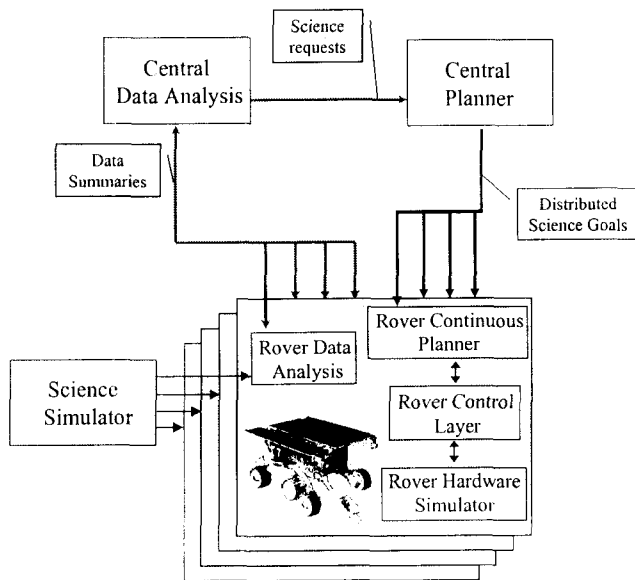 Science
requests
Central
Data Analysis
Central
Planner
Data
Summaries
Distributed
Science Goals
Rover Continuous
Planner
Rover Data
Analysis
Science
Simulator
Rover Control
Layer
Rover Hardware
Simulator